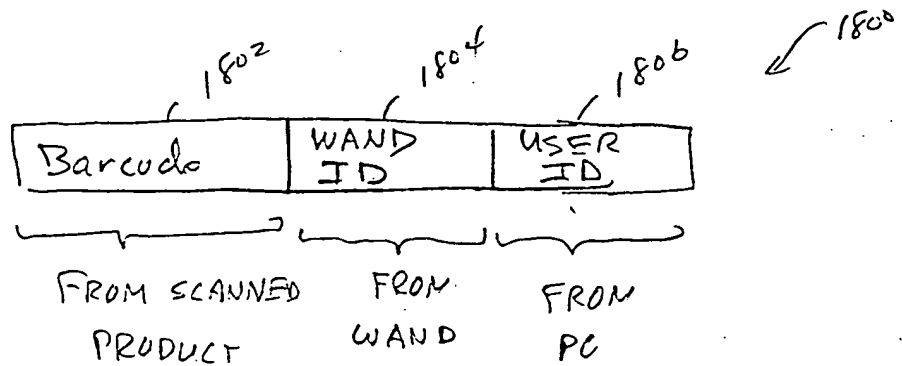 1800
1802 1804 1806
Barcode WAND ID USER ID
FROM SCANNED PRODUCT
FROM WAND
FROM PC